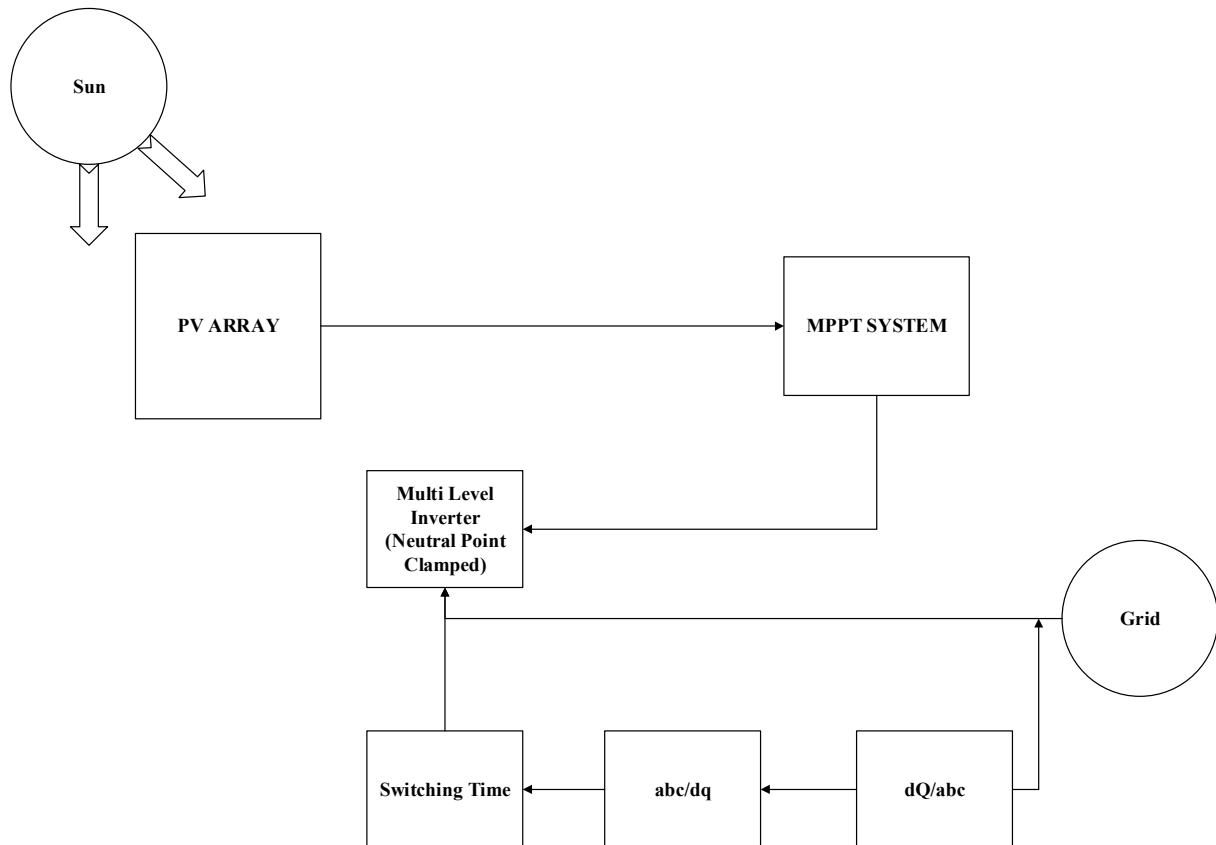 Sun
PV ARRAY
MPPT SYSTEM
Multi Level
Inverter
(Neutral Point
Clamped)
Grid
Switching Time
abc/dq
dQ/abc